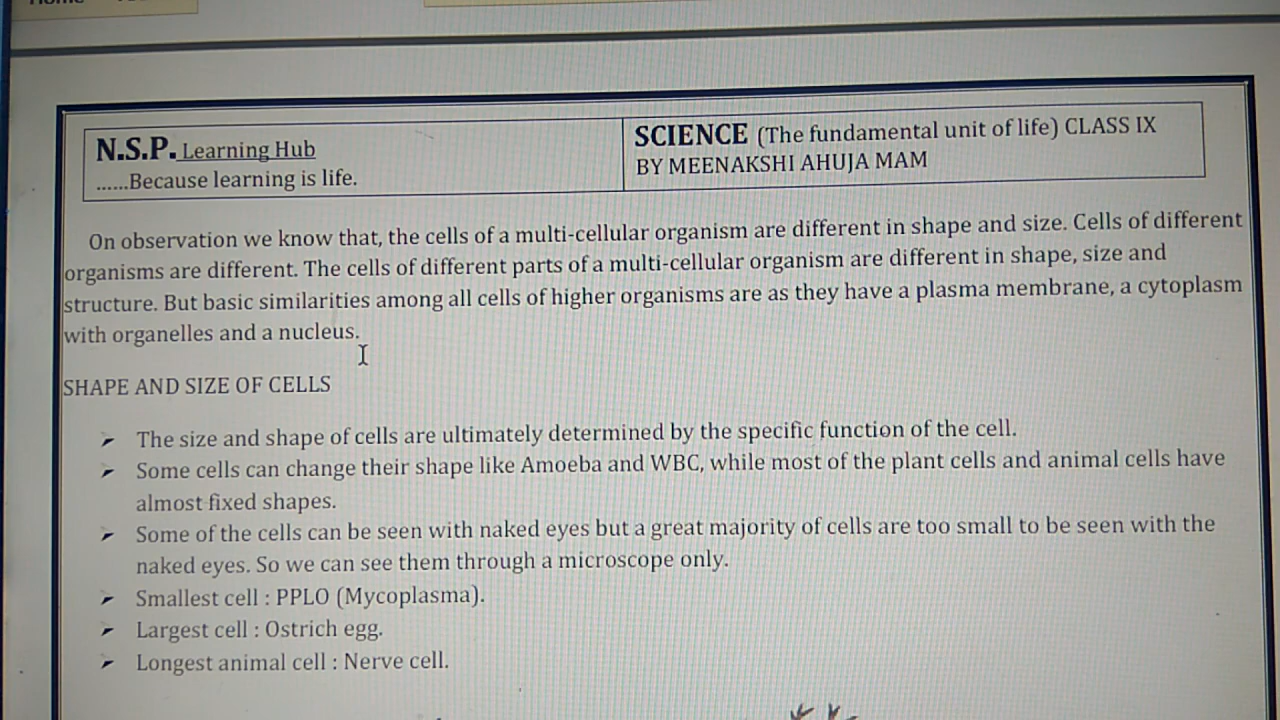 N.S.P. Learning Hub
......Because learning is life.
SCIENCE (The fundamental unit of life) CLASS IX
BY MEENAKSHI AHUJA MAM
On observation we know that, the cells of a multi-cellular organism are different in shape and size. Cells of different
organisms are different. The cells of different parts of a multi-cellular organism are different in shape, size and
structure. But basic similarities among all cells of higher organisms are as they have a plasma membrane, a cytoplasm
with organelles and a nucleus.
SHAPE AND SIZE OF CELLS
➢ The size and shape of cells are ultimately determined by the specific function of the cell.
➢ Some cells can change their shape like Amoeba and WBC, while most of the plant cells and animal cells have
almost fixed shapes.
➢ Some of the cells can be seen with naked eyes but a great majority of cells are too small to be seen with the
naked eyes. So we can see them through a microscope only.
➢ Smallest cell : PPLO (Mycoplasma).
➢ Largest cell : Ostrich egg.
➢ Longest animal cell : Nerve cell.